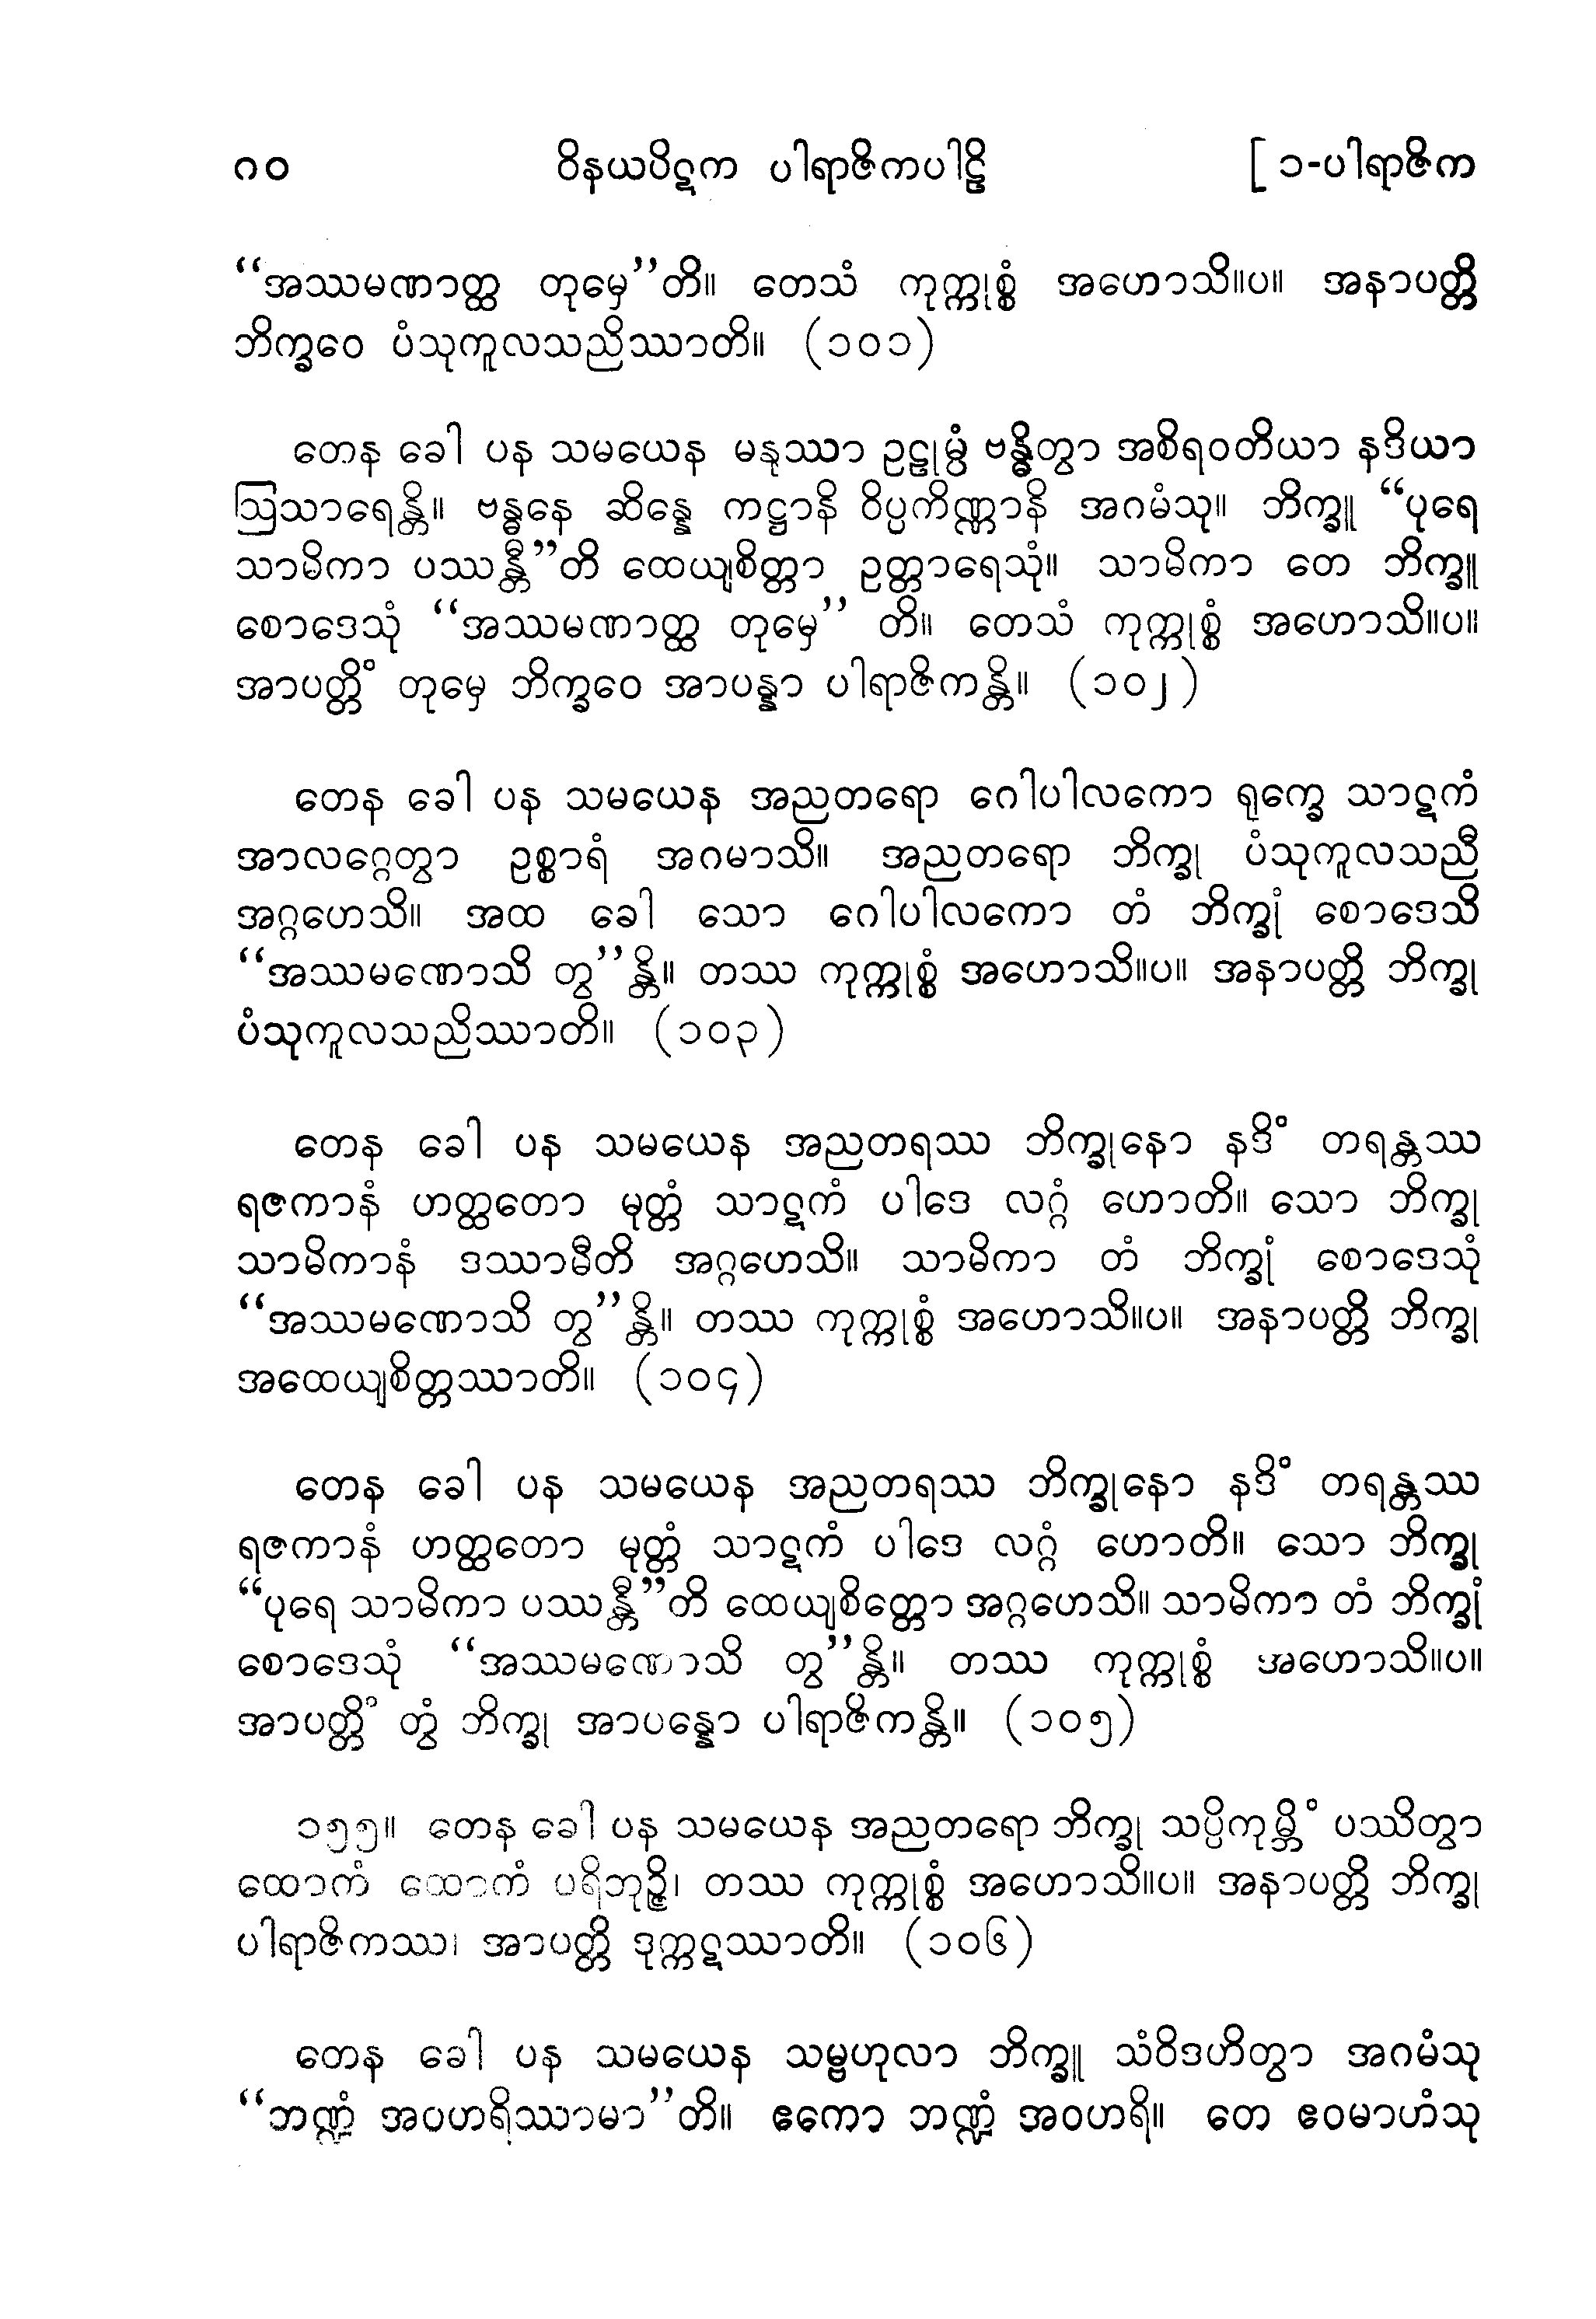 ၈၀ ဝိနယပိဋက ပါရာဇိကပါဠိ [ ၁-ပါရာဇိက
“အဿမဏာတ္ထ တုမှေ”တိ။ တေသံ ကုက္ကုစ္စံ အဟောသိ။ပ။ အနာပတ္တိ
ဘိက္ခဝေ ပံသုကူလသညိဿာတိ။ (၁၀၁)
တေန ခေါ ပန သမယေန မနုဿာ ဥဠုမ္ပံ ဗန္ဓိတွာ အစိရဝတိယာ နဒိယာ
ဩသာရေန္တိ။ ဗန္ဓနေ ဆိန္နေ ကဋ္ဌာနိ ဝိပ္ပကိဏ္ဏာနိ အဂမံသု။ ဘိက္ခူ “ပုရေ
သာမိကာ ပဿန္တီ”တိ ထေယျစိတ္တာ ဥတ္တာရေသုံ။ သာမိကာ တေ ဘိက္ခူ
စောဒေသုံ “အဿမဏာတ္ထ တုမှေ” တိ။ တေသံ ကုက္ကုစ္စံ အဟောသိ။ပ။
အာပတ္တိံ တုမှေ ဘိက္ခဝေ အာပန္နာ ပါရာဇိကန္တိ။ (၁၀၂)
တေန ခေါ ပန သမယေန အညတရော ဂေါပါလကော ရုက္ခေ သာဋကံ
အာလဂ္ဂေတွာ ဥစ္စာရံ အဂမာသိ။ အညတရော ဘိက္ခု ပံသုကူလသညီ
အဂ္ဂဟေသိ။ အထ ခေါ သော ဂေါပါလကော တံ ဘိက္ခုံ စောဒေသိ
“အဿမဏောသိ တွ”န္တိ။ တဿ ကုက္ကုစ္စံ အဟောသိ။ပ။ အနာပတ္တိ ဘိက္ခု
ပံသုကူလသညိဿာတိ။ (၁၀၃)
တေန ခေါ ပန သမယေန အညတရဿ ဘိက္ခုနော နဒိံ တရန္တဿ
ရဇကာနံ ဟတ္ထတော မုတ္တံ သာဋကံ ပါဒေ လဂ္ဂံ ဟောတိ။ သော ဘိက္ခု
သာမိကာနံ ဒဿာမီတိ အဂ္ဂဟေသိ။ သာမိကာ တံ ဘိက္ခုံ စောဒေသုံ
“အဿမဏောသိ တွ”န္တိ။ တဿ ကုက္ကုစ္စံ အဟောသိ။ပ။ အနာပတ္တိ ဘိက္ခု
အထေယျစိတ္တဿာတိ။ (၁၀၄)
တေန ခေါ ပန သမယေန အညတရဿ ဘိက္ခုနော နဒိံ တရန္တဿ
ရဇကာနံ ဟတ္ထတော မုတ္တံ သာဋကံ ပါဒေ လဂ္ဂံ ဟောတိ။ သော ဘိက္ခု
“ပုရေ သာမိကာ ပဿန္တီ”တိ ထေယျစိတ္တော အဂ္ဂဟေသိ။ သာမိကာ တံ ဘိက္ခုံ
စောဒေသုံ “အဿမဏောသိ တွ”န္တိ။ တဿ ကုက္ကုစ္စံ အဟောသိ။ပ။
အာပတ္တိံ တွံ ဘိက္ခု အာပန္နော ပါရာဇိကန္တိ။ (၁၀၅)
၁၅၅။ တေန ခေါ ပန သမယေန အညတရော ဘိက္ခု သပ္ပိကုမ္ဘိံ ပဿိတွာ
ထောကံ ထောကံ ပရိဘုဉ္ဇိ၊ တဿ ကုက္ကုစ္စံ အဟောသိ။ပ။ အနာပတ္တိ ဘိက္ခု
ပါရာဇိကဿ၊ အာပတ္တိ ဒုက္ကဋဿာတိ။ (၁၀၆)
တေန ခေါ ပန သမယေန သမ္ဗဟုလာ ဘိက္ခူ သံဝိဒဟိတွာ အဂမံသု
“ဘဏ္ဍံ အဝဟရိဿာမာ”တိ။ ဧကော ဘဏ္ဍံ အဝဟရိ။ တေ ဧဝမာဟံသု